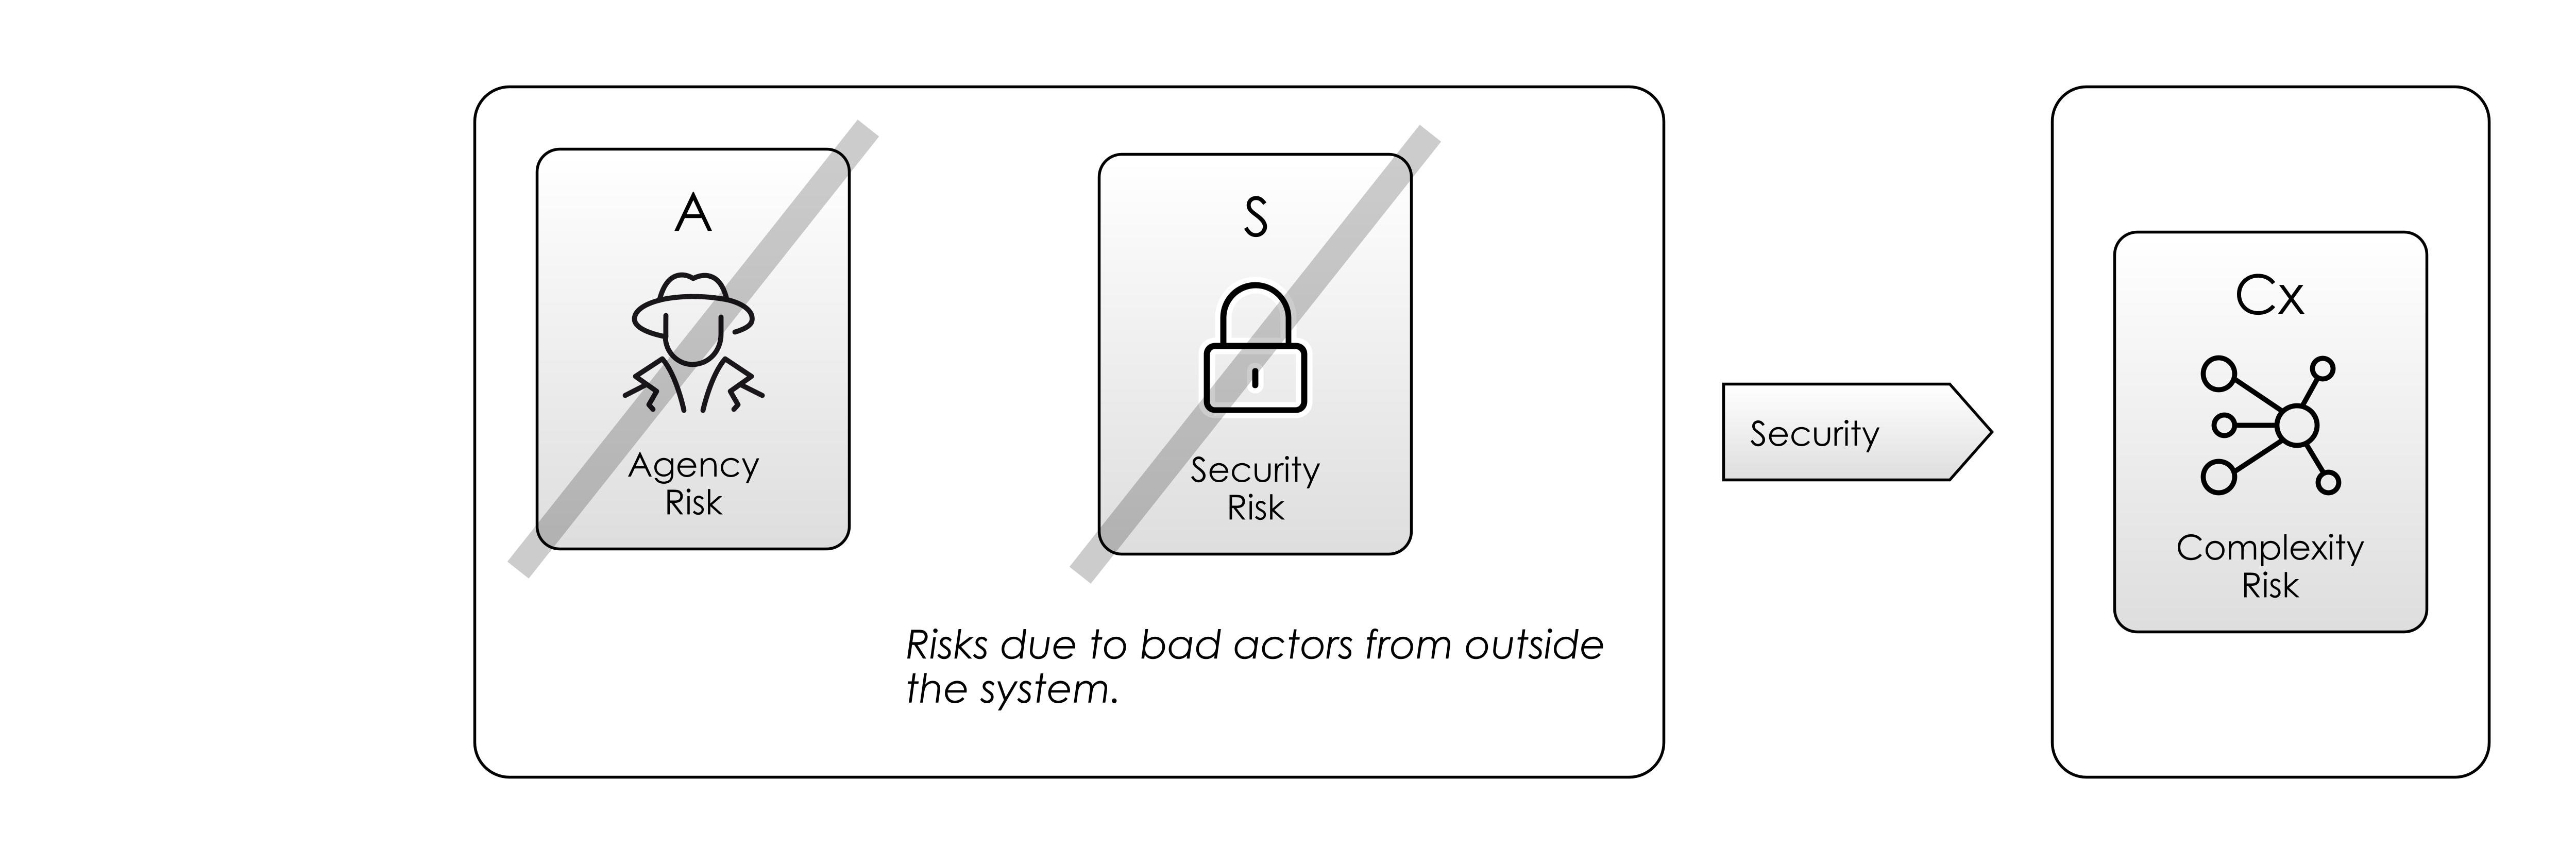 A
Agency
Risk
S
Security
Risk
Risks due to bad actors from outside
the system.
Security
Cx
Complexity
Risk